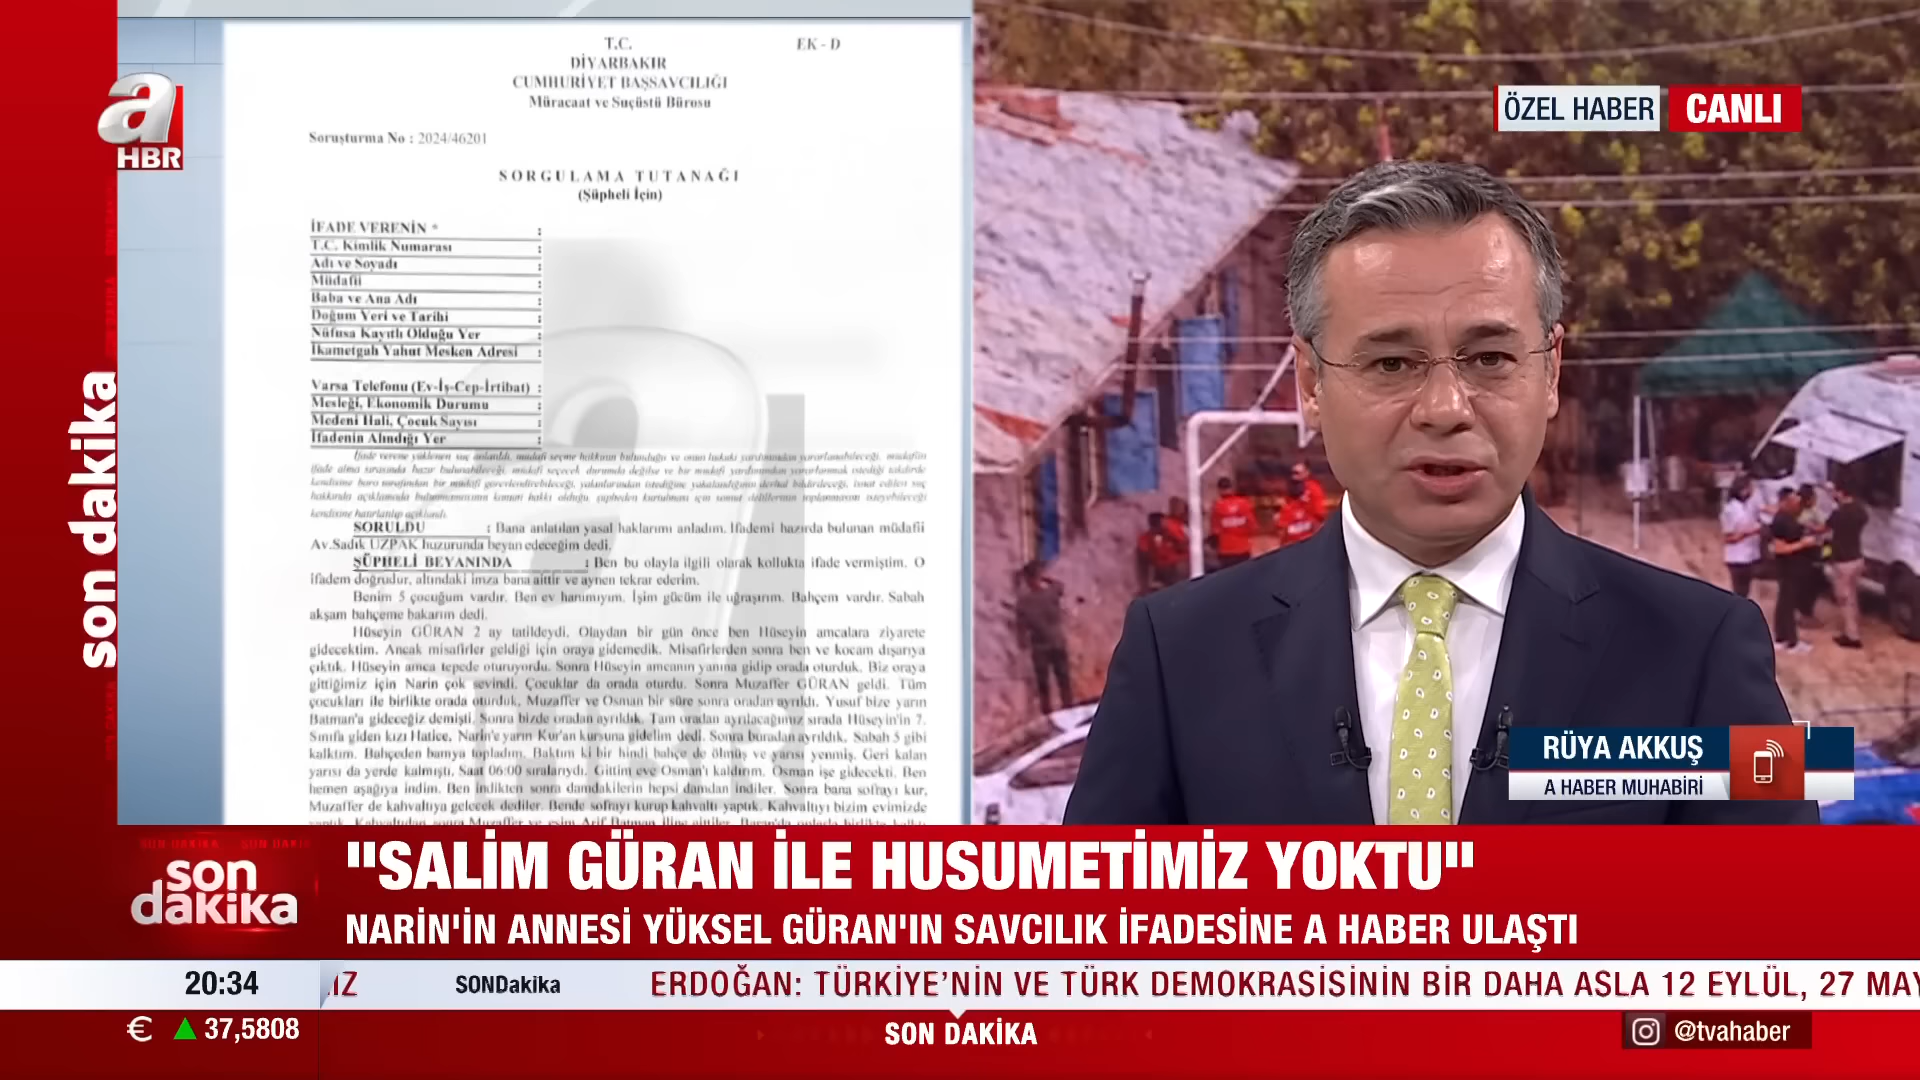 a
HBR
son dakika
T.C.
EK - D
DİYARBAKIR
CUMHURİYET BAŞSAVCILIĞI
Müracaat ve Suçüstü Bürosu
Soruşturma No : 2024/46201
SORGULAMA TUTANAĞI
(Şüpheli İçin)
İFADE VERENİN * :
T.C. Kimlik Numarası :
Adı ve Soyadı :
Müdafii :
Baba ve Ana Adı :
Doğum Yeri ve Tarihi :
Nüfusa Kayıtlı Olduğu Yer :
İkametgah Yahut Mesken Adresi :
Varsa Telefonu (Ev-İş-Cep-İrtibat) :
Mesleği, Ekonomik Durumu :
Medeni Hali, Çocuk Sayısı :
İfadenin Alındığı Yer :
SORULDU : Bana anlatılan yasal haklarımı anladım. İfademi hazırda bulunan müdafii
Av.Sadık UZPAK huzurunda beyan edeceğim dedi.
ŞÜPHELİ BEYANINDA : Ben bu olayla ilgili olarak kollukta ifade vermiştim. O
ifadem doğrudur, altındaki imza bana aittir ve aynen tekrar ederim.
Benim 5 çocuğum vardır. Ben ev hanımıyım. İşim gücüm ile uğraşırım. Bahçem vardır. Sabah
akşam bahçeme bakarım dedi.
Hüseyin GÜRAN 2 ay tatildeydi. Olaydan bir gün önce ben Hüseyin amcalara ziyarete
gidecektim. Ancak misafirler geldiği için oraya gidemedik. Misafirlerden sonra ben ve kocam dışarıya
çıktık. Hüseyin amca tepede oturuyordu. Sonra Hüseyin amcanın yanına gidip orada oturduk. Biz oraya
gittiğimiz için Narin çok sevindi. Çocuklar da orada oturdu. Sonra Muzaffer GÜRAN geldi. Tüm
çocukları ile birlikte orada oturduk. Muzaffer ve Osman bir süre sonra oradan ayrıldı. Yusuf bize yarın
Batman'a gideceğiz demişti. Sonra bizde oradan ayrıldık. Tam oradan ayrılacağımız sırada Hüseyin'in 7.
Sınıfa giden kızı Hatice, Narin'e yarın Kur'an kursuna gidelim dedi. Sonra buradan ayrıldık. Sabah 5 gibi
kalktım. Bahçeden bamya topladım. Baktım ki bir hindi bahçe de ölmüş ve yarısı yenmiş. Geri kalan
yarısı da yerde kalmıştı. Saat 06:00 sıralarıydı. Gittim eve Osman'ı kaldırım. Osman işe gidecekti. Ben
hemen aşağıya indim. Ben indikten sonra damdakilerin hepsi damdan indiler. Sonra bana sofrayı kur,
Muzaffer de kahvaltıya gelecek dediler. Bende sofrayı kurup kahvaltı yaptık. Kahvaltıyı bizim evimizde
ÖZEL HABER
CANLI
RÜYA AKKUŞ
A HABER MUHABİRİ
son
dakika
"SALİM GÜRAN İLE HUSUMETİMİZ YOKTU"
NARİN'İN ANNESİ YÜKSEL GÜRAN'IN SAVCILIK İFADESİNE A HABER ULAŞTI
20:34
IZ SONDakika ERDOĞAN: TÜRKİYE'NİN VE TÜRK DEMOKRASİSİNİN BİR DAHA ASLA 12 EYLÜL, 27 MAY
€ ▲ 37,5808
SON DAKİKA
@tvahaber